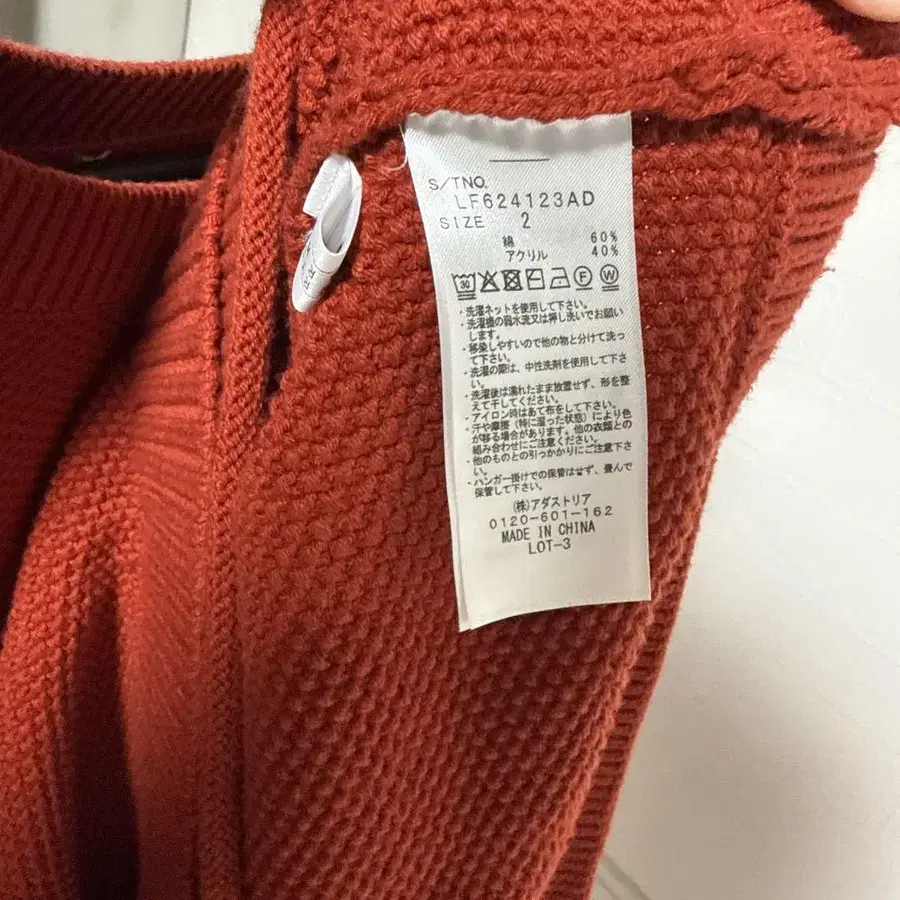 S/TNO.
LF624123AD
SIZE 2
綿 60%
アクリル 40%
30 F W
・洗濯ネットを使用して下さい。
・洗濯機の弱水流又は押し洗いでお願い
します。
・移染しやすいので他の物と分けて洗っ
て下さい。
・洗濯の際は、中性洗剤を使用して下さ
い。
・洗濯後は濡れたまま放置せず、形を整
えて干してください。
・アイロン時はあて布をして下さい。
・汗や摩擦（特に湿った状態）により色
が移る場合があります。他の衣類との
組み合わせにご注意ください。
・他のものとの引っかかりにご注意下さ
い。
・ハンガー掛けでの保管はせず、畳んで
保管して下さい。
(株)アダストリア
0120-601-162
MADE IN CHINA
LOT-3